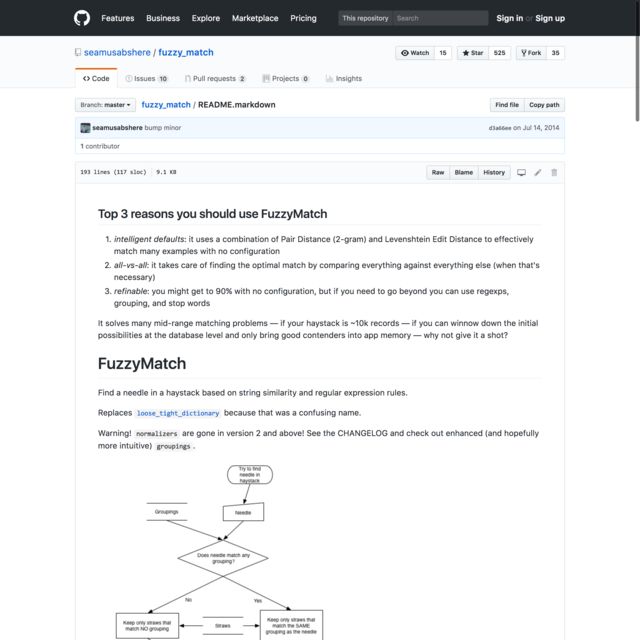 Features Business Explore Marketplace Pricing This repository Search Sign in or Sign up
seamusabshere / fuzzy_match Watch 15 Star 525 Fork 35
Code Issues 10 Pull requests 2 Projects 0 Insights
Branch: master fuzzy_match / README.markdown Find file Copy path
seamusabshere bump minor d3a66ee on Jul 14, 2014
1 contributor
193 lines (117 sloc) 9.1 KB Raw Blame History
Top 3 reasons you should use FuzzyMatch
1. intelligent defaults: it uses a combination of Pair Distance (2-gram) and Levenshtein Edit Distance to effectively
match many examples with no configuration
2. all-vs-all: it takes care of finding the optimal match by comparing everything against everything else (when that's
necessary)
3. refinable: you might get to 90% with no configuration, but if you need to go beyond you can use regexps,
grouping, and stop words
It solves many mid-range matching problems — if your haystack is ~10k records — if you can winnow down the initial
possibilities at the database level and only bring good contenders into app memory — why not give it a shot?
FuzzyMatch
Find a needle in a haystack based on string similarity and regular expression rules.
Replaces loose_tight_dictionary because that was a confusing name.
Warning! normalizers are gone in version 2 and above! See the CHANGELOG and check out enhanced (and hopefully
more intuitive) groupings.
Try to find
needle in
haystack
Groupings Needle
Does needle match any
grouping?
No Yes
Keep only straws that
match NO grouping
Straws
Keep only straws that
match the SAME
grouping as the needle